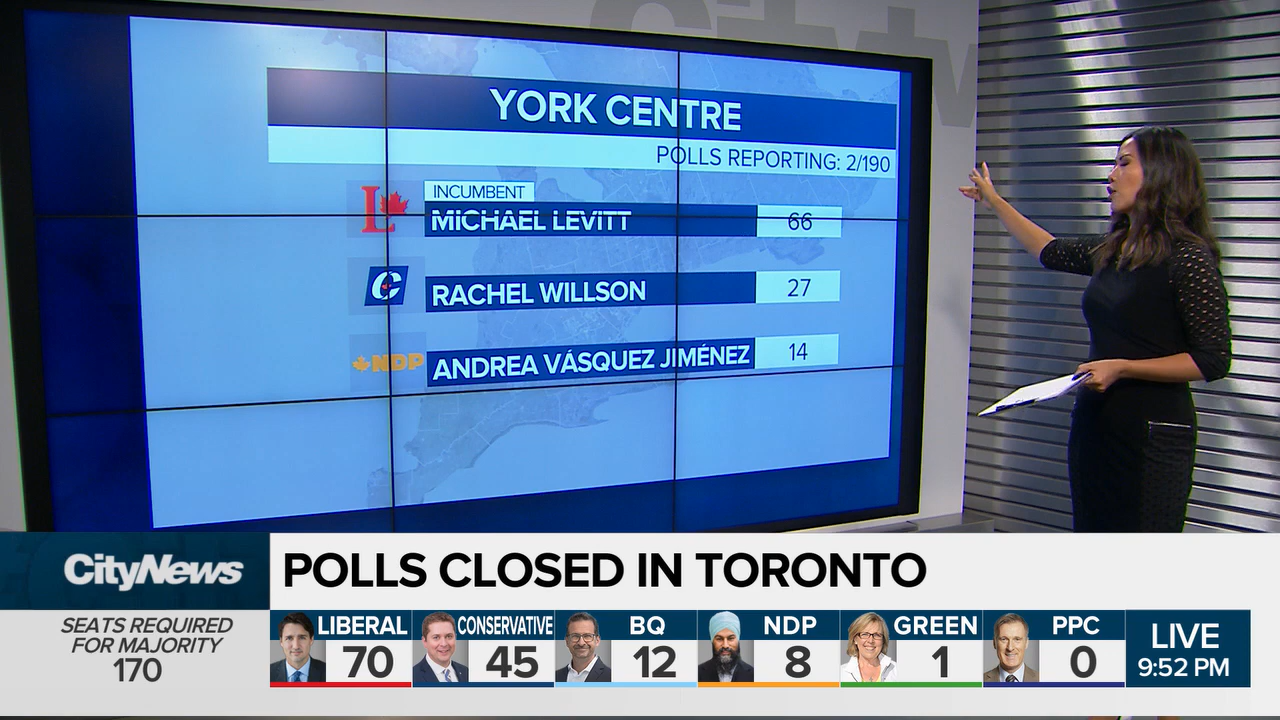 YORK CENTRE
POLLS REPORTING: 2/190
INCUMBENT
L MICHAEL LEVITT 66
C RACHEL WILLSON 27
NDP ANDREA VÁSQUEZ JIMÉNEZ 14
CityNews
POLLS CLOSED IN TORONTO
SEATS REQUIRED
FOR MAJORITY
170
LIBERAL
70
CONSERVATIVE
45
BQ
12
NDP
8
GREEN
1
PPC
0
LIVE
9:52 PM